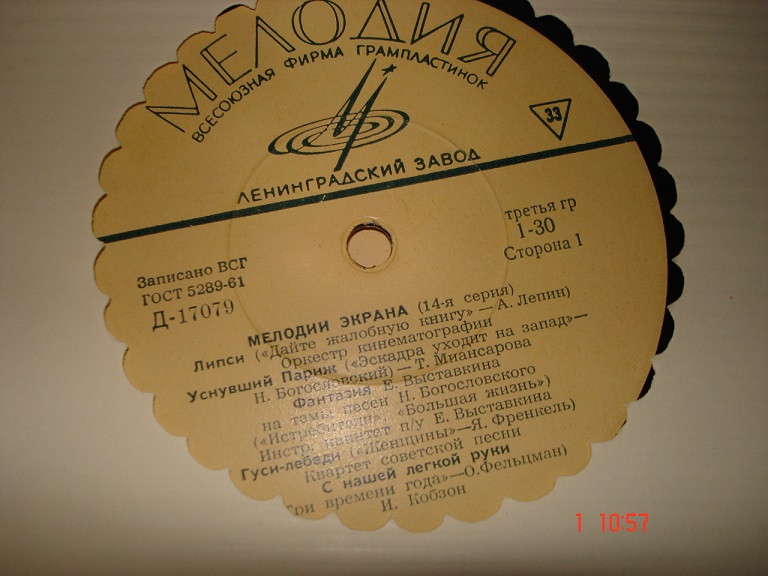 МЕЛОДИЯ
ВСЕСОЮЗНАЯ ФИРМА ГРАМПЛАСТИНОК
33
ЛЕНИНГРАДСКИЙ ЗАВОД
третья гр
1-30
Сторона 1
Записано ВСГ
ГОСТ 5289-61
Д-17079
МЕЛОДИИ ЭКРАНА (14-я серия)
Липси («Дайте жалобную книгу» — А. Лепин)
Оркестр кинематографии
Уснувший Париж («Эскадра уходит на запад»—
Н. Богословский) — Т. Миансарова
Фантазия Е. Выставкина
на темы песен Н. Богословского
(«Истребители», «Большая жизнь»)
Инстр. квинтет п/у Е. Выставкина
Гуси-лебеди («Женщины»—Я. Френкель)
Квартет советской песни
С нашей легкой руки
Три времени года»—О.Фельцман)
И. Кобзон
1 10:57